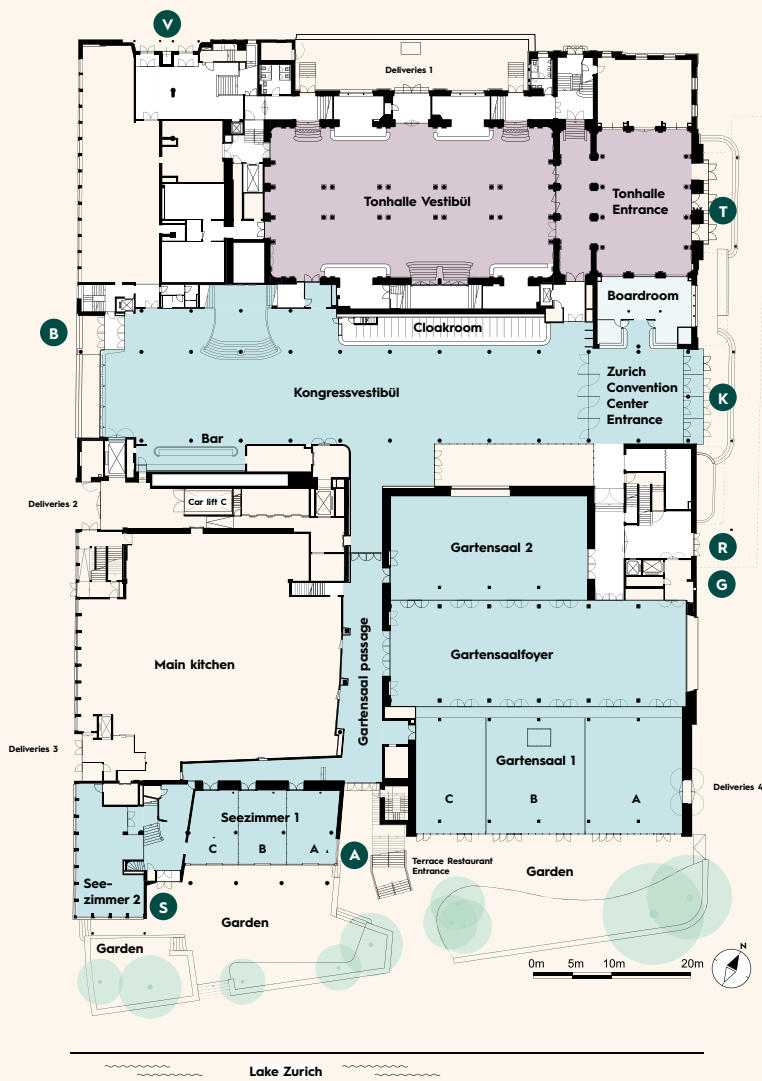 V
Deliveries 1
Tonhalle Vestibül
Tonhalle
Entrance
T
Boardroom
B
Cloakroom
Zurich
Convention
Center
Entrance
Kongressvestibül
K
Bar
Deliveries 2
Car lift C
Gartensaal 2
R
G
Gartensaal passage
Gartensaalfoyer
Main kitchen
Deliveries 3
Gartensaal 1
Deliveries 4
C
B
A
Seezimmer 1
C
B
A
A
Terrace Restaurant
Entrance
Garden
See-
zimmer 2
S
Garden
Garden
N
0m
5m
10m
20m
Lake Zurich